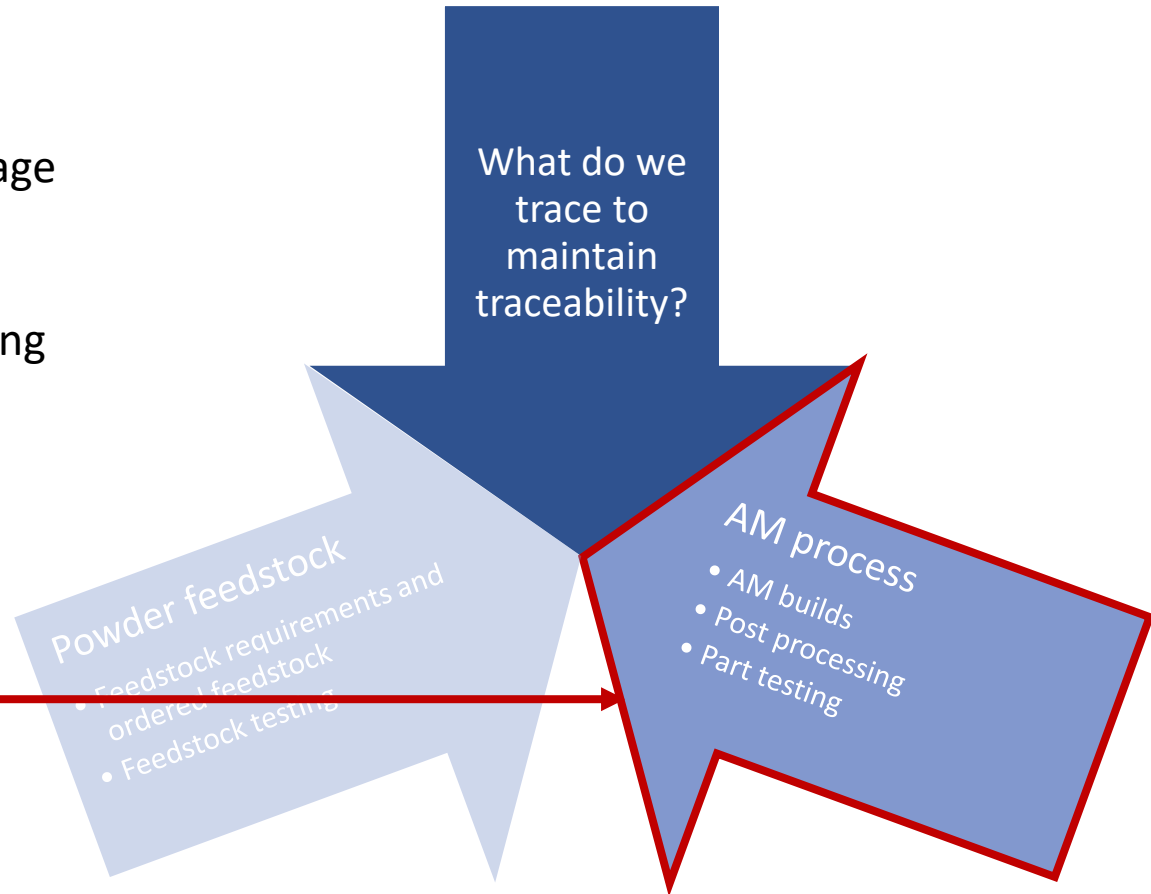 age
ng
What do we
trace to
maintain
traceability?
Powder feedstock
• Feedstock requirements and
ordered feedstock
• Feedstock testing
AM process
• AM builds
• Post processing
• Part testing